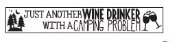 JUST ANOTHER WINE DRINKER
WITH A CAMPING PROBLEM